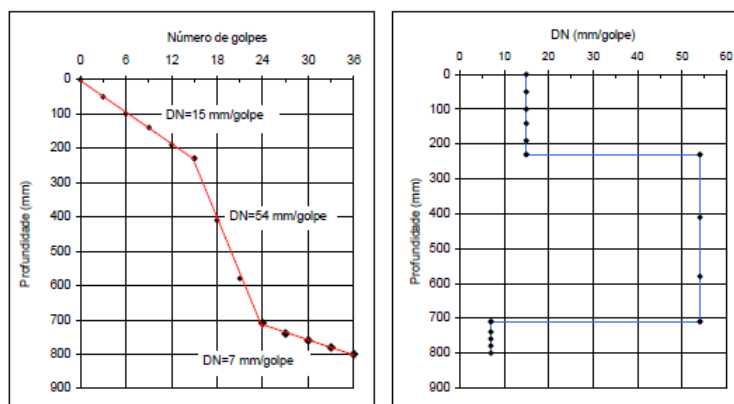 Número de golpes
0 6 12 18 24 30 36
0
100
200
300
400
500
600
700
800
900
Profundidade (mm)
DN=15 mm/golpe
DN=54 mm/golpe
DN=7 mm/golpe
DN (mm/golpe)
0 10 20 30 40 50 60
0
100
200
300
400
500
600
700
800
900
Profundidade (mm)